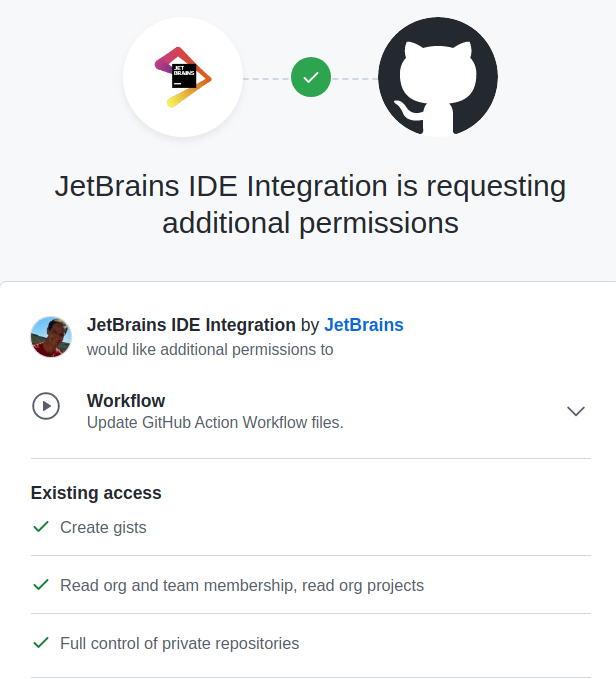 JET
BRAINS
JetBrains IDE Integration is requesting
additional permissions
JetBrains IDE Integration by JetBrains
would like additional permissions to
Workflow
Update GitHub Action Workflow files.
Existing access
Create gists
Read org and team membership, read org projects
Full control of private repositories